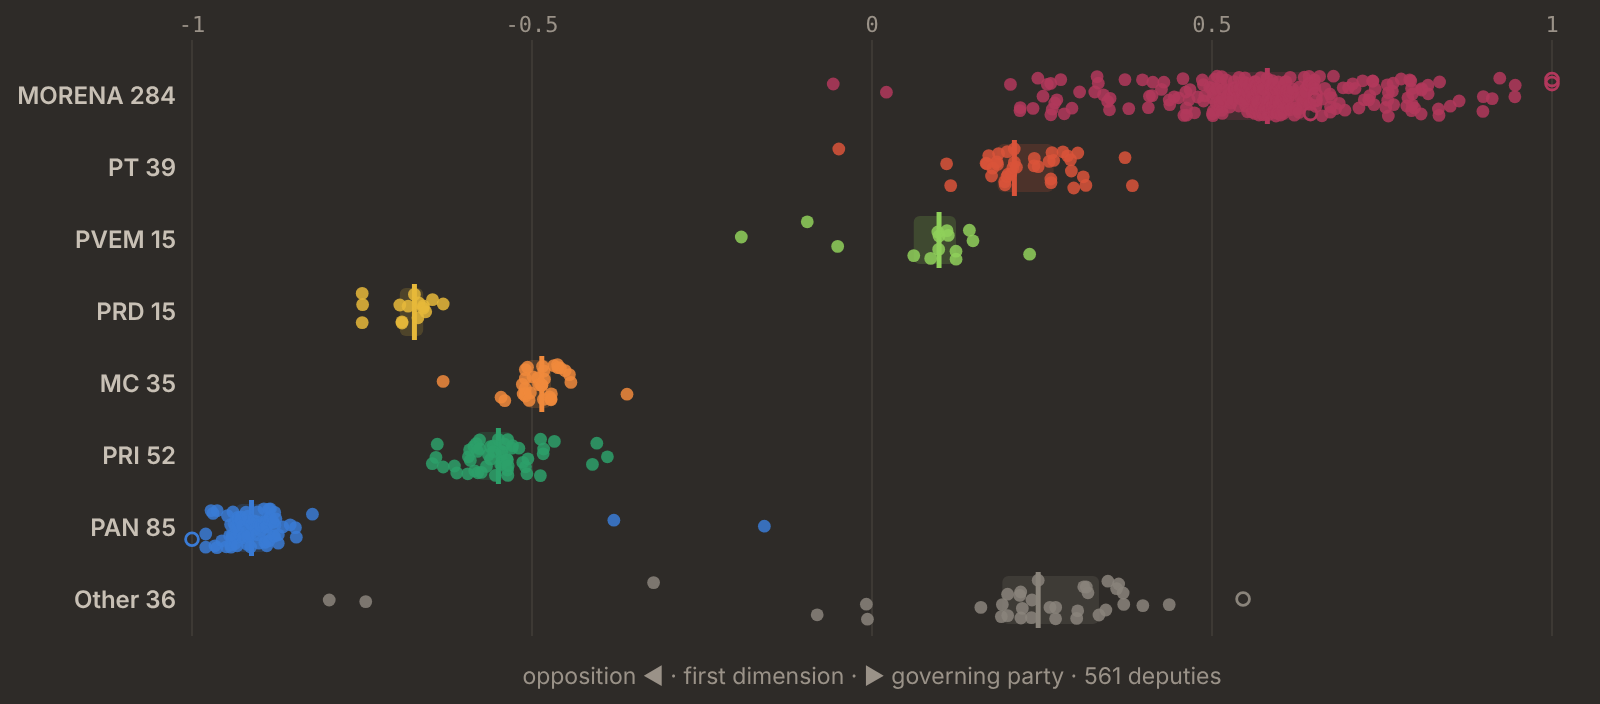 -1 -0.5 0 0.5 1
MORENA 284
PT 39
PVEM 15
PRD 15
MC 35
PRI 52
PAN 85
Other 36
opposition ◀ · first dimension · ▶ governing party · 561 deputies